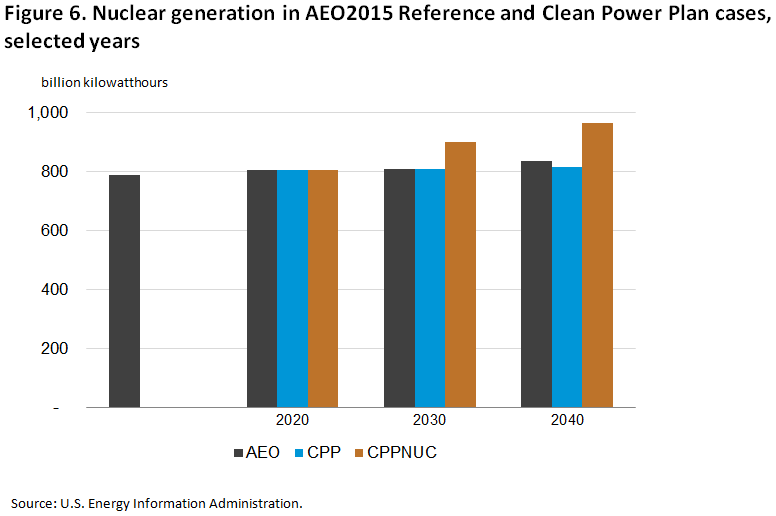 Figure 6. Nuclear generation in AEO2015 Reference and Clean Power Plan cases,
selected years
billion kilowatthours
1,000
800
600
400
200
-
2020 2030 2040
AEO CPP CPPNUC
Source: U.S. Energy Information Administration.